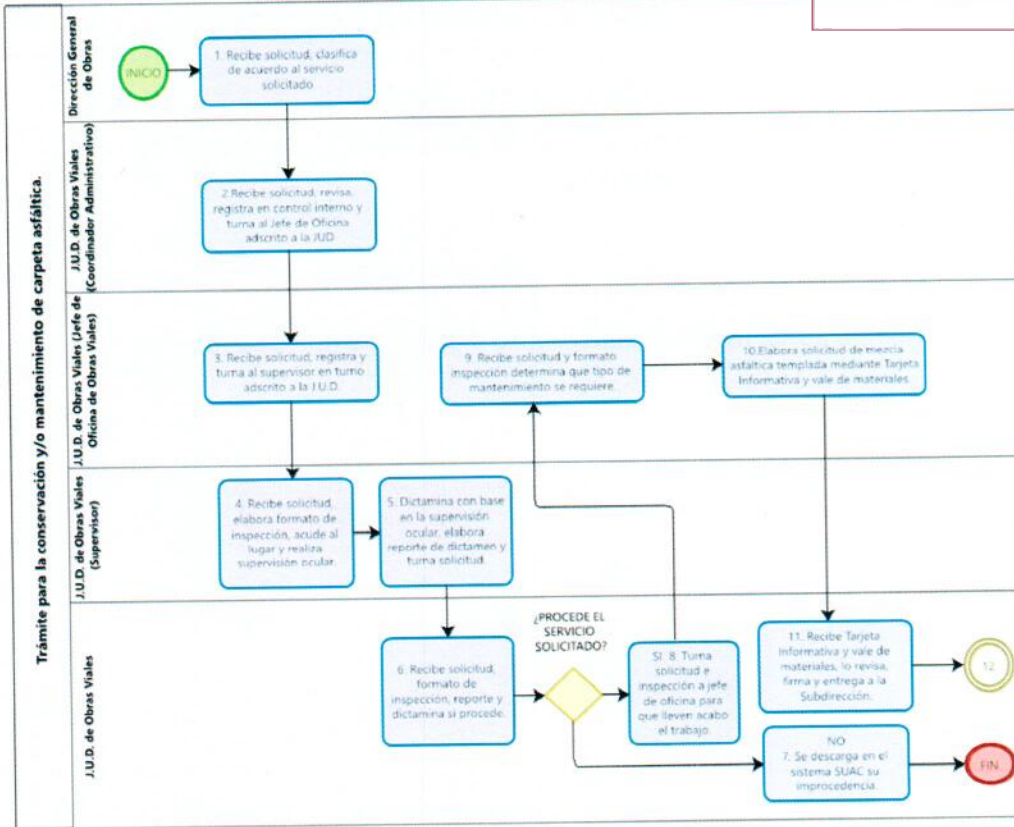 Trámite para la conservación y/o mantenimiento de carpeta asfáltica.
Dirección General
de Obras
INICIO
1. Recibe solicitud, clasifica
de acuerdo al servicio
solicitado
J.U.D. de Obras Viales
(Coordinador Administrativo)
2.Recibe solicitud, revisa,
registra en control interno y
turna al Jefe de Oficina
adscrito a la JUD
J.U.D. de Obras Viales (Jefe de
Oficina de Obras Viales)
3. Recibe solicitud, registra y
turna al supervisor en turno
adscrito a la J.U.D.
9. Recibe solicitud y formato
inspección determina que tipo de
mantenimiento se requiere
10.Elabora solicitud de mezcla
asfáltica templada mediante Tarjeta
Informativa y vale de materiales.
J.U.D. de Obras Viales
(Supervisor)
4. Recibe solicitud,
elabora formato de
inspección, acude al
lugar y realiza
supervisión ocular.
5. Dictamina con base
en la supervisión
ocular, elabora
reporte de dictamen y
turna solicitud.
J.U.D. de Obras Viales
6. Recibe solicitud,
formato de
inspección, reporte y
dictamina si procede.
¿PROCEDE EL
SERVICIO
SOLICITADO?
SI 8. Turna
solicitud e
inspección a jefe
de oficina para
que lleven acabo
el trabajo.
11. Recibe Tarjeta
Informativa y vale de
materiales, lo revisa,
firma y entrega a la
Subdirección.
12
NO
7. Se descarga en el
sistema SUAC su
improcedencia.
FIN